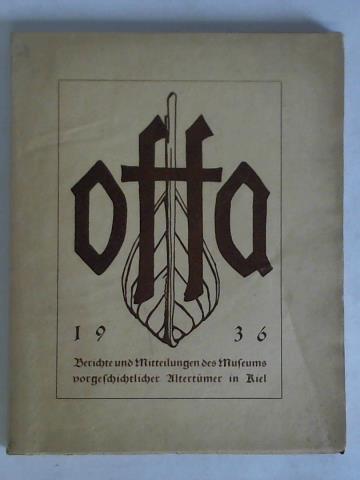 offa
1936
Berichte und Mitteilungen des Museums
vorgeschichtlicher Altertümer in Kiel